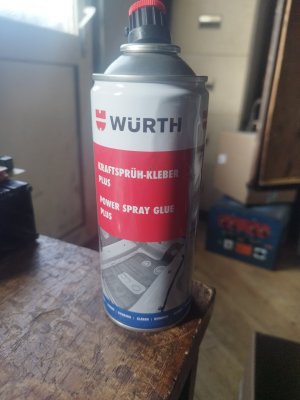 WÜRTH
KRAFTSPRÜH-KLEBER
PLUS
POWER SPRAY GLUE
PLUS